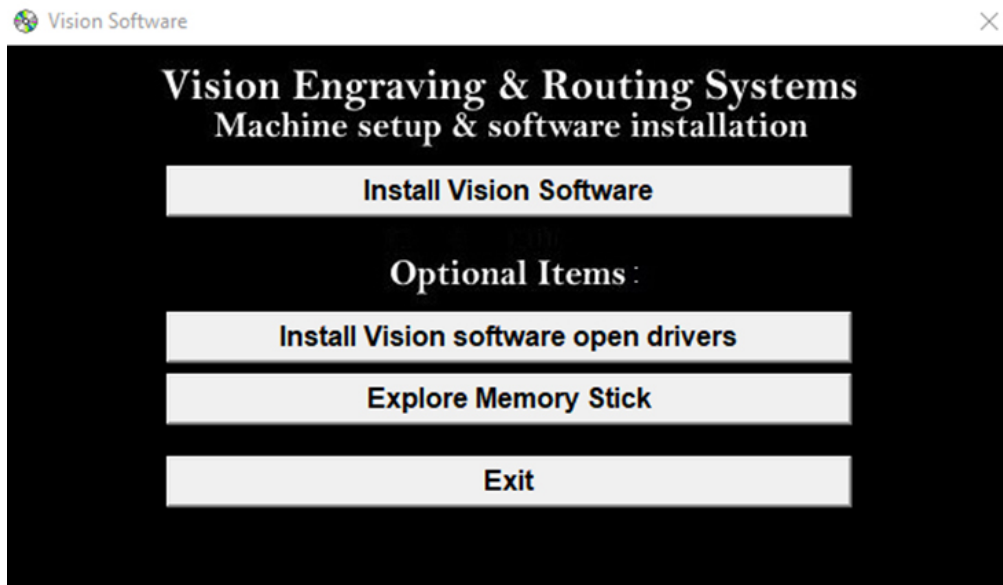 Vision Software
Vision Engraving & Routing Systems
Machine setup & software installation
Install Vision Software
Optional Items:
Install Vision software open drivers
Explore Memory Stick
Exit